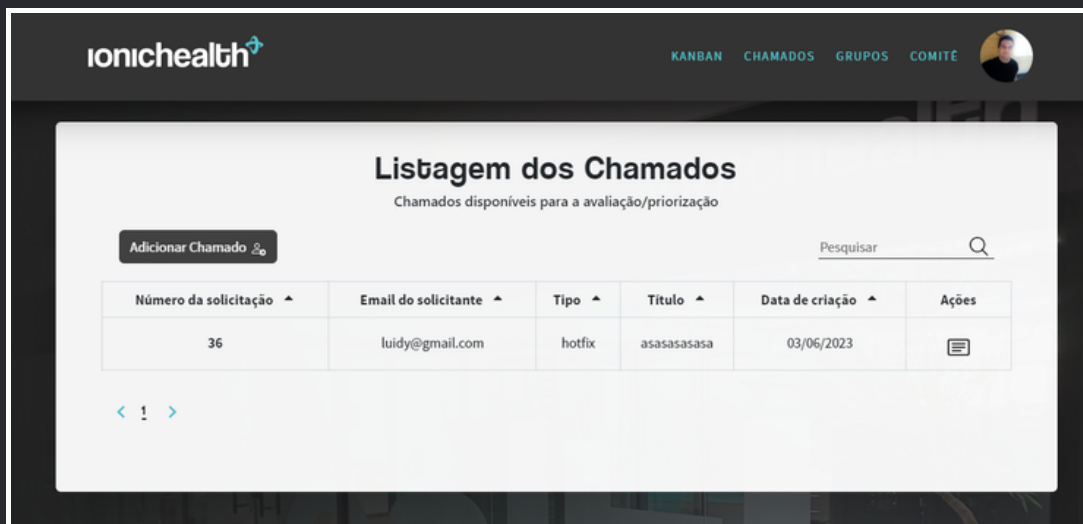 ionichealth
KANBAN CHAMADOS GRUPOS COMITÊ
Listagem dos Chamados
Chamados disponíveis para a avaliação/priorização
Adicionar Chamado
Pesquisar
Número da solicitação Email do solicitante Tipo Título Data de criação Ações
36 luidy@gmail.com hotfix asasasasasa 03/06/2023
< 1 >